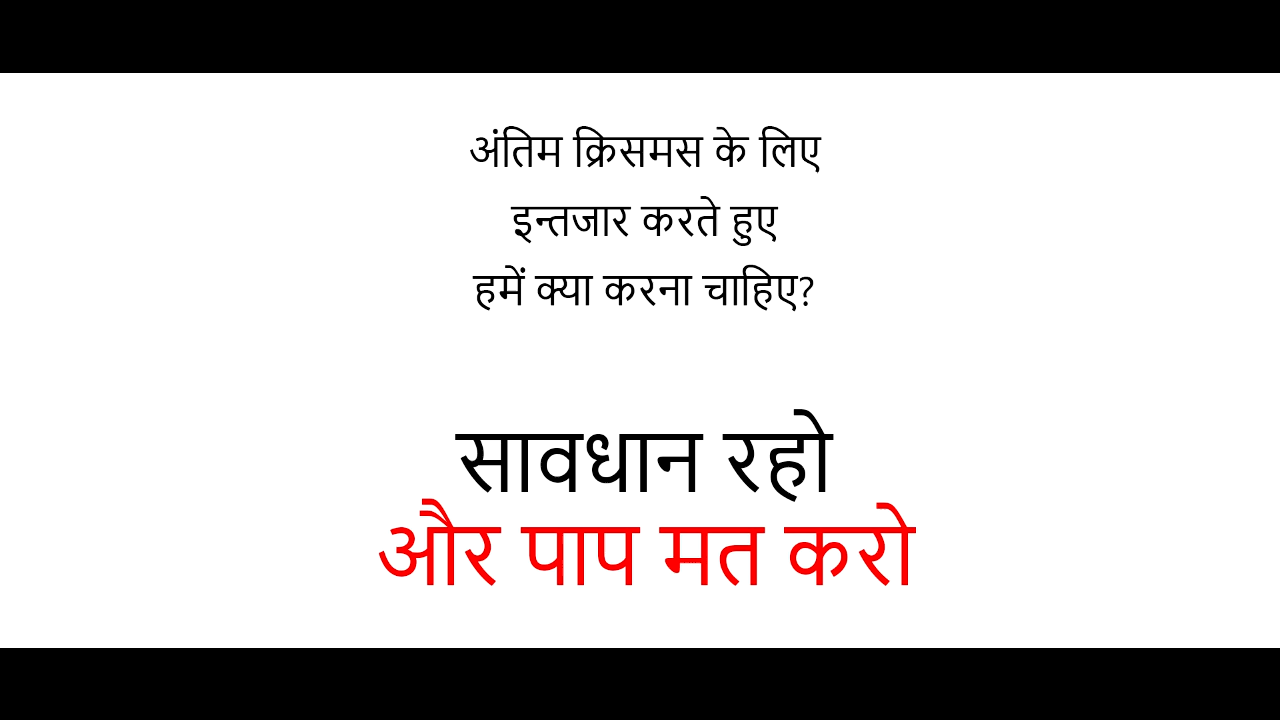 अंतिम क्रिसमस के लिए
इन्तजार करते हुए
हमें क्या करना चाहिए?
सावधान रहो
और पाप मत करो